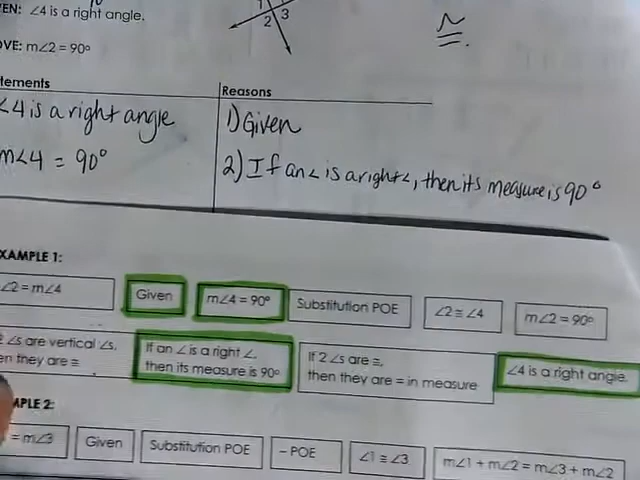 EN: ∠4 is a right angle.
1
2 3
≅.
OVE: m∠2 = 90°
tements Reasons
∠4 is a right angle 1) Given
m∠4 = 90° 2) If an ∠ is a right ∠, then its measure is 90°
XAMPLE 1:
∠2 = m∠4 Given m∠4 = 90° Substitution POE ∠2 ≅ ∠4 m∠2 = 90°
2 ∠s are vertical ∠s, If an ∠ is a right ∠, If 2 ∠s are ≅, ∠4 is a right angle.
en they are ≅ then its measure is 90° then they are = in measure
MPLE 2:
= m∠3 Given Substitution POE – POE ∠1 ≅ ∠3 m∠1 + m∠2 = m∠3 + m∠2